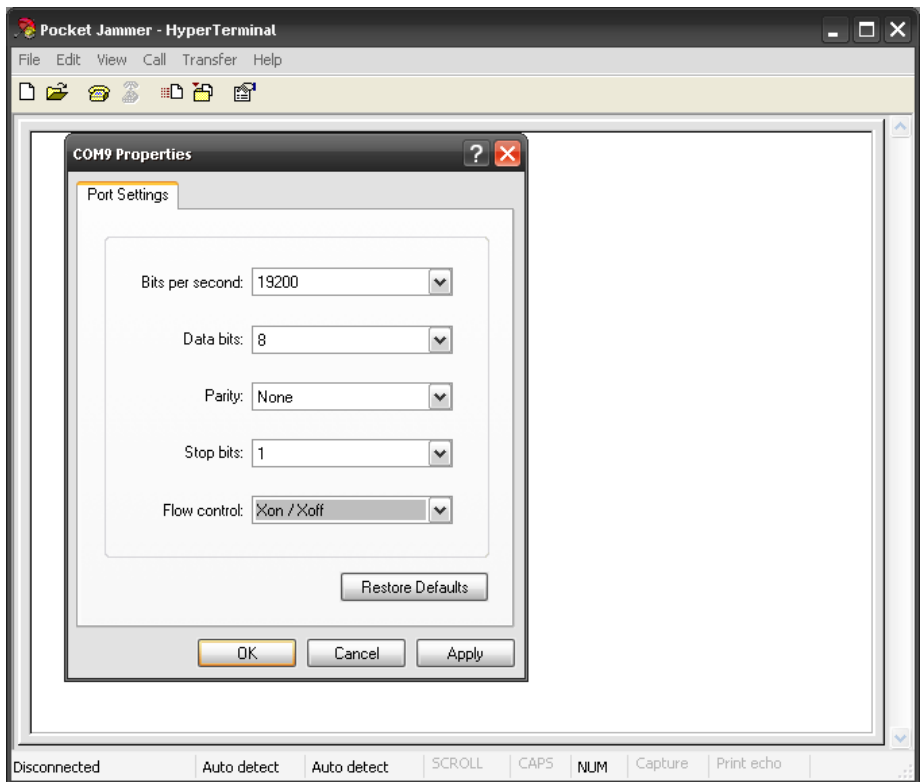 Pocket Jammer - HyperTerminal
File Edit View Call Transfer Help
COM9 Properties
Port Settings
Bits per second: 19200
Data bits: 8
Parity: None
Stop bits: 1
Flow control: Xon / Xoff
Restore Defaults
OK Cancel Apply
Disconnected Auto detect Auto detect SCROLL CAPS NUM Capture Print echo